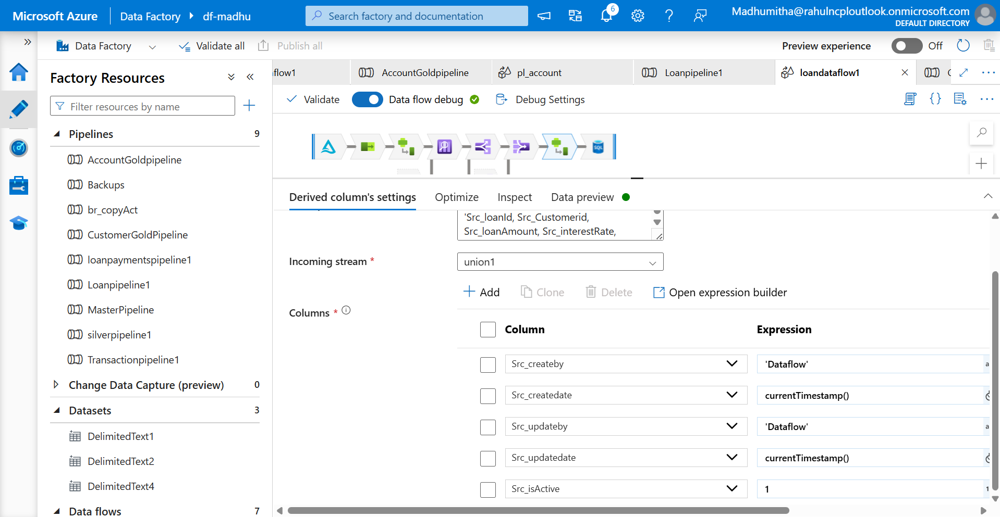 Microsoft Azure
Data Factory
df-madhu
Search factory and documentation
6
Madhumitha@rahulncploutlook.onmicrosoft.com
DEFAULT DIRECTORY
Data Factory
Validate all
Publish all
Preview experience
Off
Factory Resources
Filter resources by name
Pipelines
9
AccountGoldpipeline
Backups
br_copyAct
CustomerGoldPipeline
loanpaymentspipeline1
Loanpipeline1
MasterPipeline
silverpipeline1
Transactionpipeline1
Change Data Capture (preview)
0
Datasets
3
DelimitedText1
DelimitedText2
DelimitedText4
Data flows
7
flow1
AccountGoldpipeline
pl_account
Loanpipeline1
loandataflow1
Validate
Data flow debug
Debug Settings
SQL
Derived column's settings
Optimize
Inspect
Data preview
'Src_loanId, Src_Customerid,
Src_loanAmount, Src_interestRate,
Incoming stream *
union1
Add
Clone
Delete
Open expression builder
Columns *
Column
Expression
Src_createby
'Dataflow'
Src_createdate
currentTimestamp()
Src_updateby
'Dataflow'
Src_updatedate
currentTimestamp()
Src_isActive
1